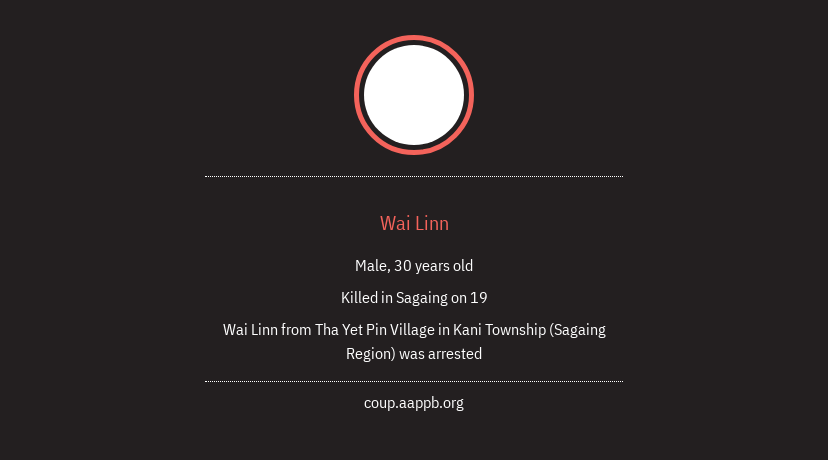 Wai Linn
Male, 30 years old
Killed in Sagaing on 19
Wai Linn from Tha Yet Pin Village in Kani Township (Sagaing
Region) was arrested
coup.aappb.org